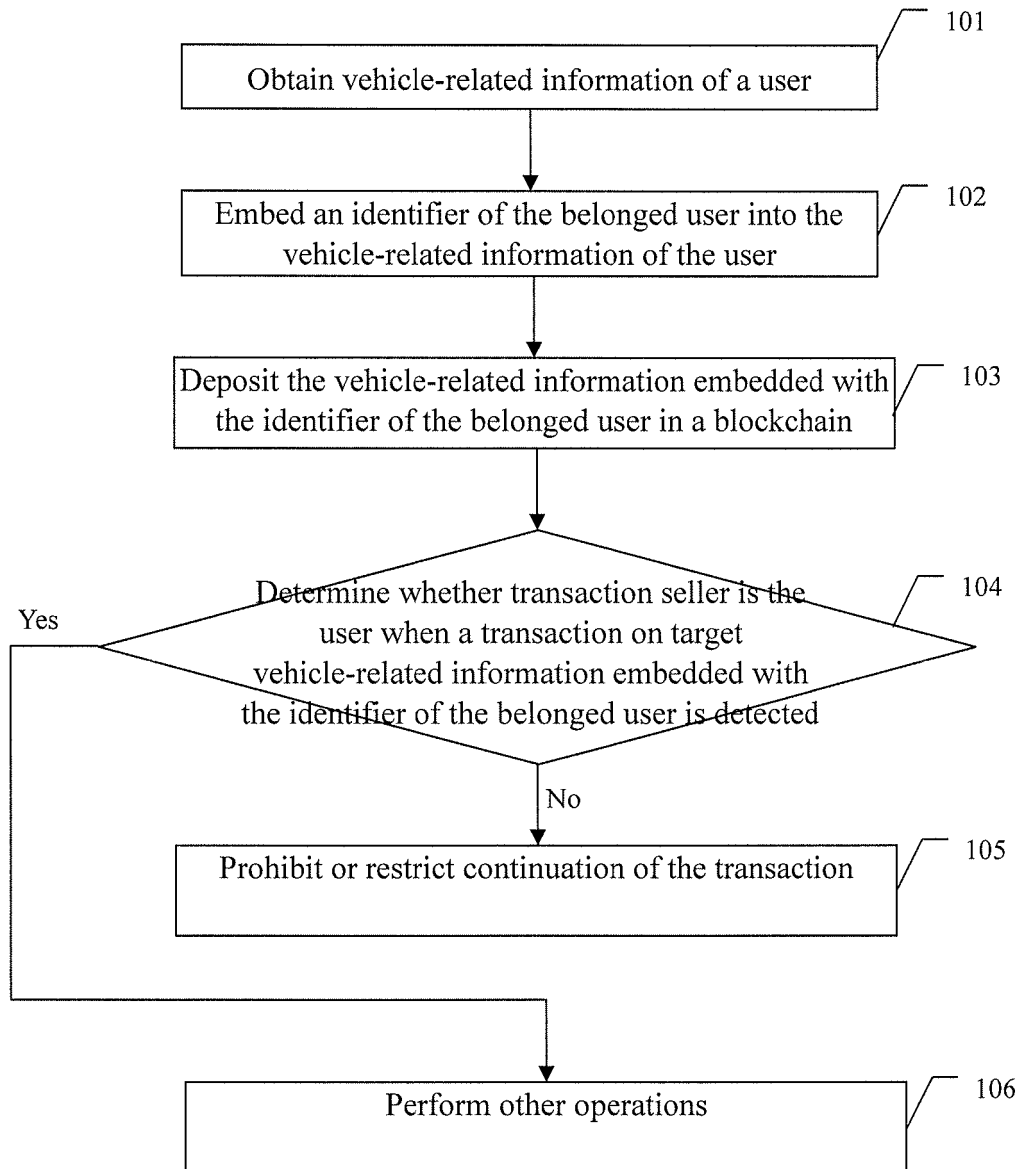 101
Obtain vehicle-related information of a user
102
Embed an identifier of the belonged user into the
vehicle-related information of the user
103
Deposit the vehicle-related information embedded with
the identifier of the belonged user in a blockchain
104
Determine whether transaction seller is the
user when a transaction on target
vehicle-related information embedded with
the identifier of the belonged user is detected
Yes
No
105
Prohibit or restrict continuation of the transaction
106
Perform other operations